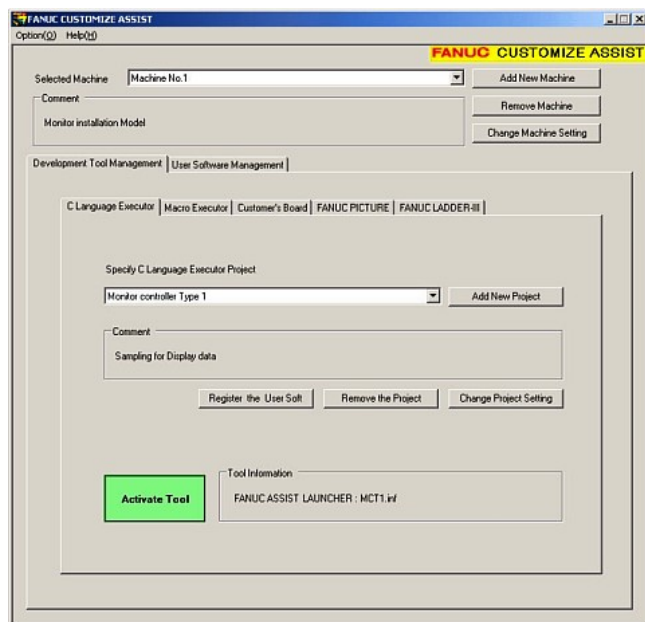 FANUC CUSTOMIZE ASSIST
Option(O) Help(H)
FANUC CUSTOMIZE ASSIST
Selected Machine Machine No.1 Add New Machine
Comment
Remove Machine
Monitor installation Model
Change Machine Setting
Development Tool Management User Software Management
C Language Executor Macro Executor Customer's Board FANUC PICTURE FANUC LADDER-III
Specify C Language Executor Project
Monitor controller Type 1 Add New Project
Comment
Sampling for Display data
Register the User Soft Remove the Project Change Project Setting
Tool Information
Activate Tool FANUC ASSIST LAUNCHER : MCT1.inf